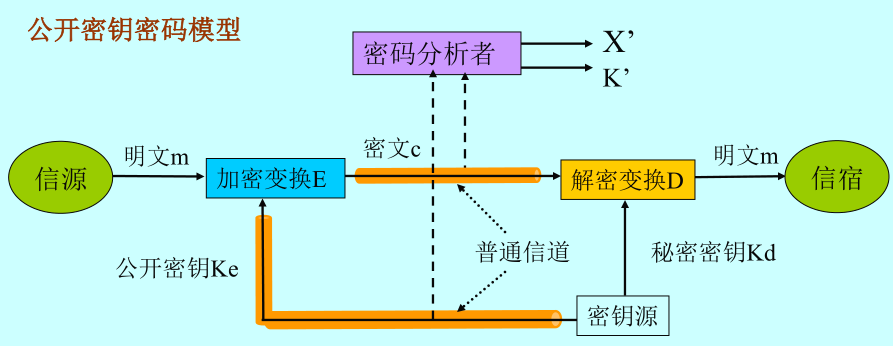 公开密钥密码模型
密码分析者
X’
K’
信源
明文m
加密变换E
密文c
解密变换D
明文m
信宿
公开密钥Ke
普通信道
秘密密钥Kd
密钥源